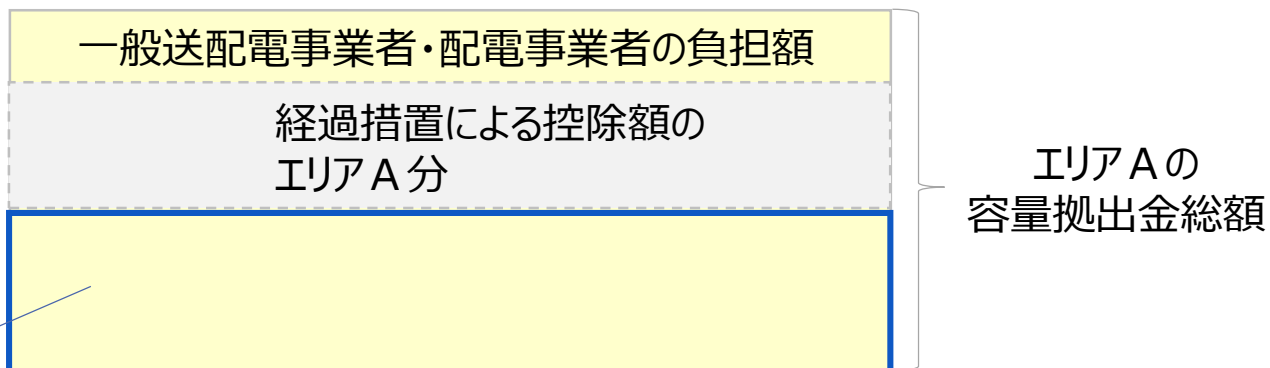 一般送配電事業者・配電事業者の負担額
経過措置による控除額の
エリアA分
エリアAの
容量拠出金総額